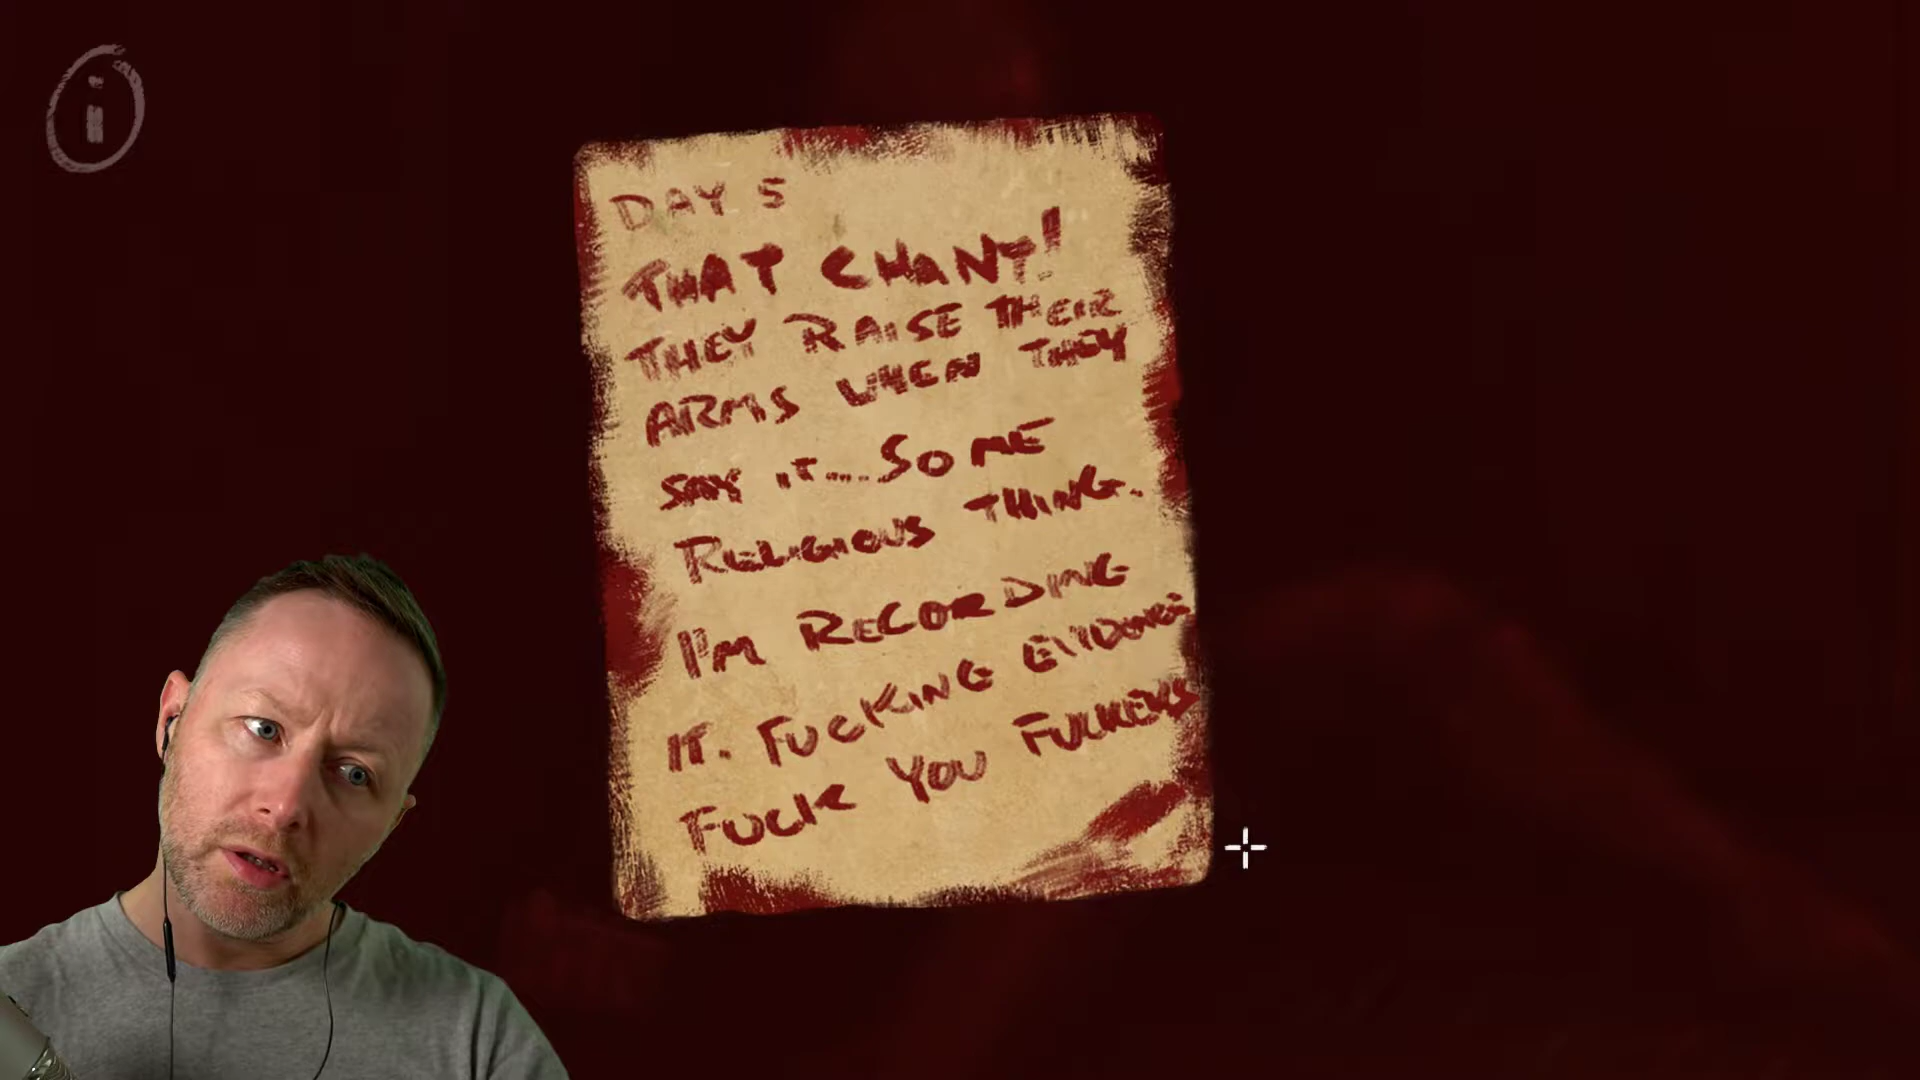 DAY 5
THAT CHANT!
THEY RAISE THEIR
ARMS WHEN THEY
SAY IT... SOME
RELIGIOUS THING.
I'M RECORDING
IT. FUCKING EVIDENCE
FUCK YOU FUCKERS
i